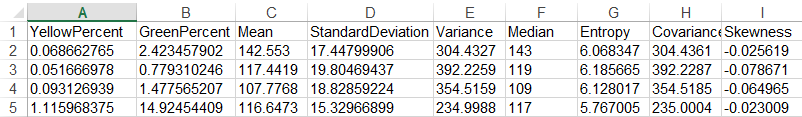 A B C D E F G H I
1 YellowPercent GreenPercent Mean StandardDeviation Variance Median Entropy Covariance Skewness
2 0.068662765 2.423457902 142.553 17.44799906 304.4327 143 6.068347 304.4361 -0.025619
3 0.051666978 0.779310246 117.4419 19.80469437 392.2259 119 6.185665 392.2287 -0.078671
4 0.093126939 1.477565207 107.7768 18.82859224 354.5159 109 6.128017 354.5185 -0.064965
5 1.115968375 14.92454409 116.6473 15.32966899 234.9988 117 5.767005 235.0004 -0.023009